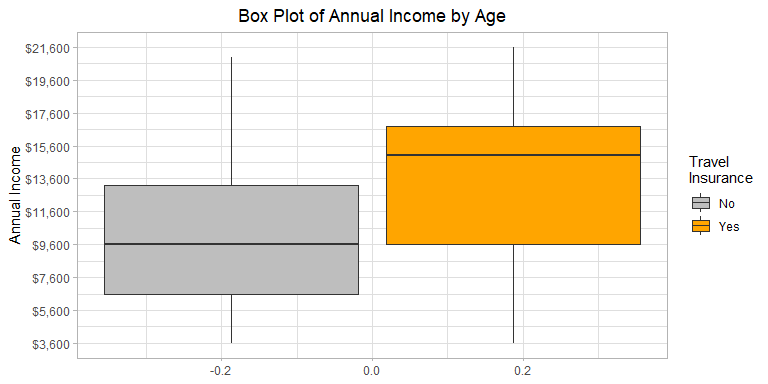 Box Plot of Annual Income by Age
Annual Income
$21,600
$19,600
$17,600
$15,600
$13,600
$11,600
$9,600
$7,600
$5,600
$3,600
-0.2
0.0
0.2
Travel
Insurance
No
Yes